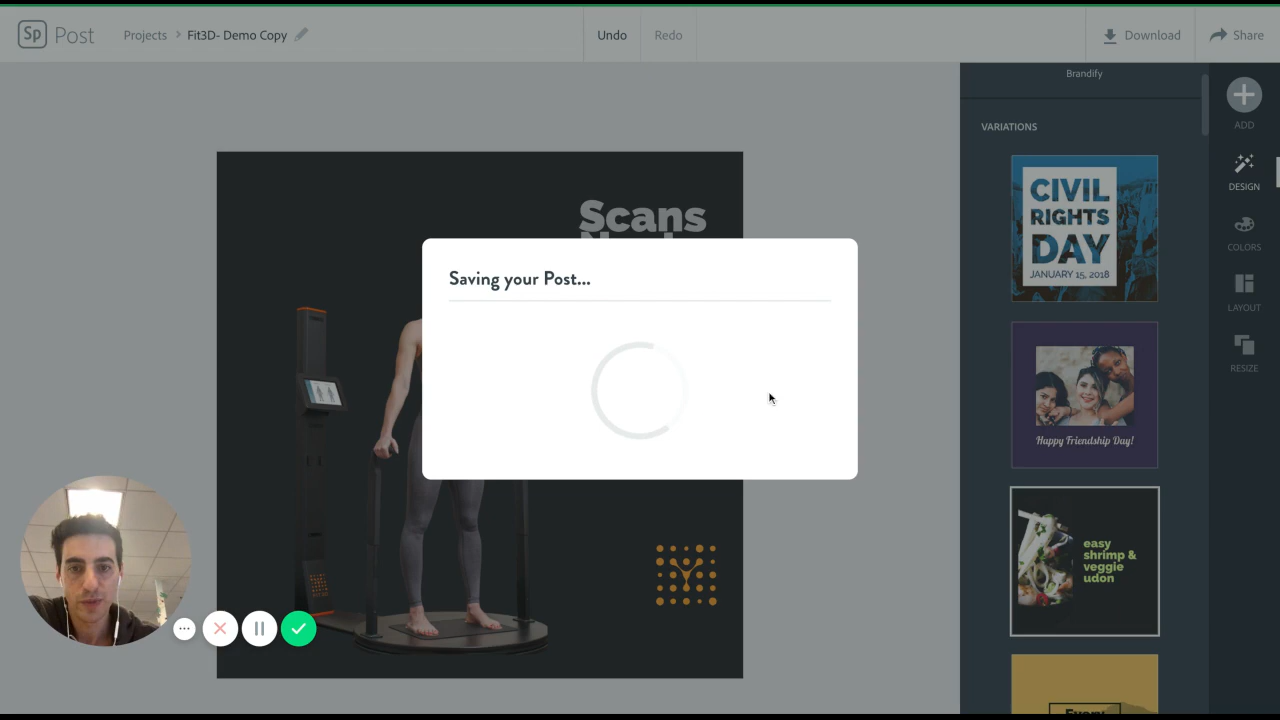 Sp Post
Projects > Fit3D- Demo Copy
Undo
Redo
Download
Share
Brandify
VARIATIONS
ADD
DESIGN
COLORS
LAYOUT
RESIZE
CIVIL
RIGHTS
DAY
JANUARY 15, 2018
Scans
Saving your Post...
Happy Friendship Day!
easy
shrimp &
veggie
udon